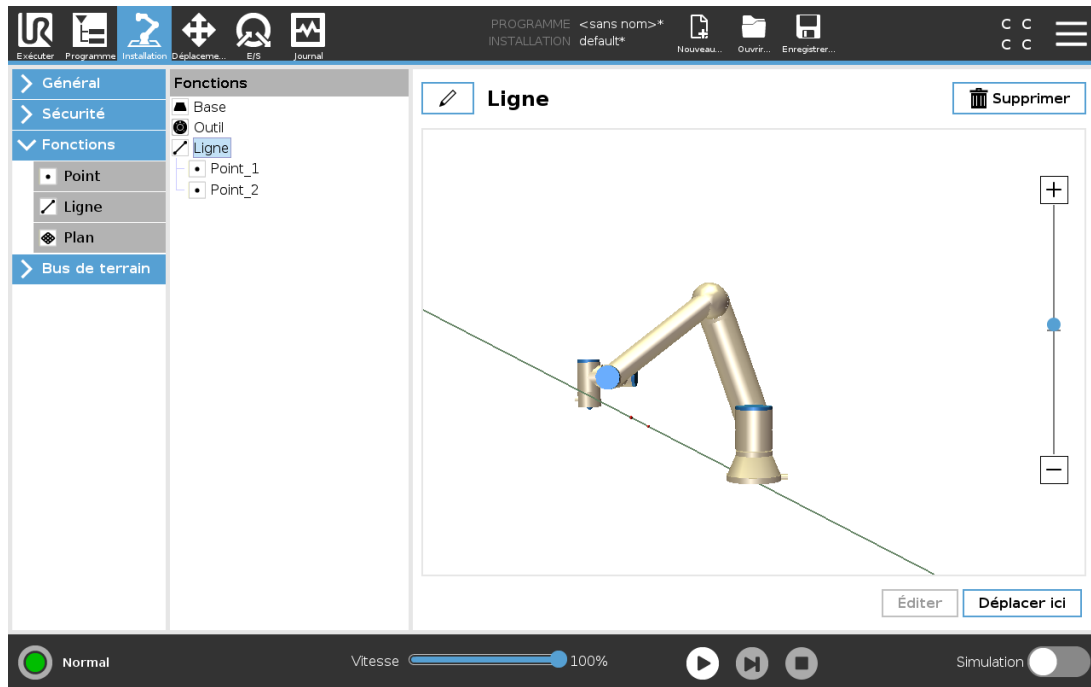 PROGRAMME <sans nom>*
INSTALLATION default*
UR
Exécuter
Programme
Installation
Déplaceme...
E/S
Journal
Nouveau...
Ouvrir...
Enregistrer...
C C
C C
Général
Sécurité
Fonctions
Point
Ligne
Plan
Bus de terrain
Fonctions
Base
Outil
Ligne
Point_1
Point_2
Ligne
Supprimer
Éditer
Déplacer ici
Normal
Vitesse
100%
Simulation